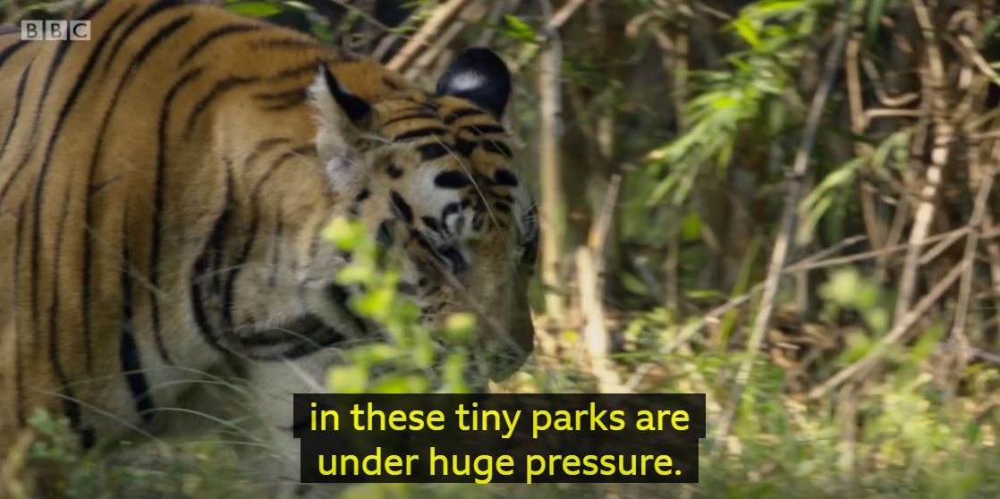 BBC
in these tiny parks are
under huge pressure.